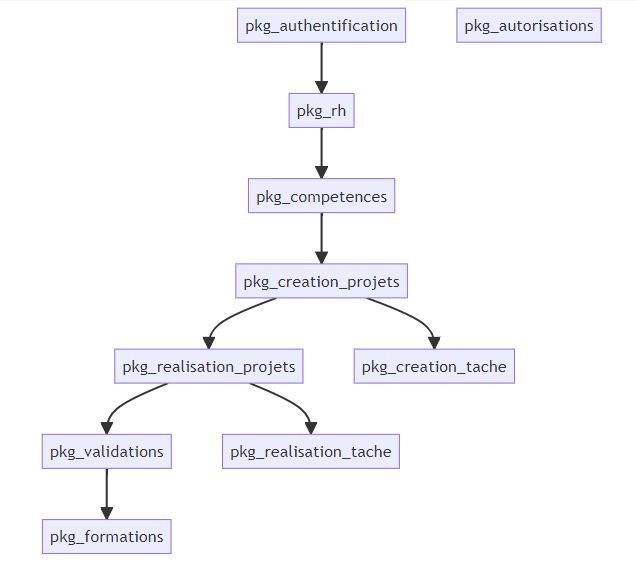 pkg_authentification
pkg_autorisations
pkg_rh
pkg_competences
pkg_creation_projets
pkg_realisation_projets
pkg_creation_tache
pkg_validations
pkg_realisation_tache
pkg_formations